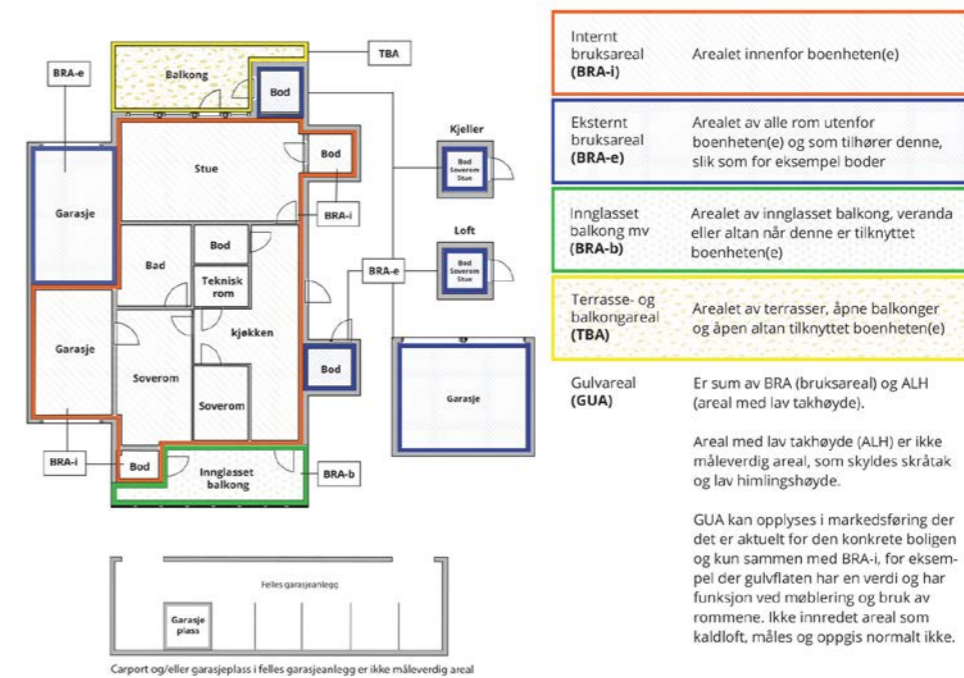 TBA
BRA-e
Balkong
Bod
Kjeller
Bod
Soverom
Stue
Stue
Bod
BRA-i
Garasje
Loft
Bod
Soverom
Stue
Bad
Bod
BRA-e
Teknisk
rom
kjøkken
Garasje
Bod
Soverom
Soverom
Garasje
BRA-i
Bod
Innglasset
balkong
BRA-b
Felles garasjeanlegg
Garasje
plass
Carport og/eller garasjeplass i felles garasjeanlegg er ikke måleverdig areal
Internt
bruksareal
(BRA-i)
Arealet innenfor boenheten(e)
Eksternt
bruksareal
(BRA-e)
Arealet av alle rom utenfor
boenheten(e) og som tilhører denne,
slik som for eksempel boder
Innglasset
balkong mv
(BRA-b)
Arealet av innglasset balkong, veranda
eller altan når denne er tilknyttet
boenheten(e)
Terrasse- og
balkongareal
(TBA)
Arealet av terrasser, åpne balkonger
og åpen altan tilknyttet boenheten(e)
Gulvareal
(GUA)
Er sum av BRA (bruksareal) og ALH
(areal med lav takhøyde).
Areal med lav takhøyde (ALH) er ikke
måleverdig areal, som skyldes skråtak
og lav himlingshøyde.
GUA kan opplyses i markedsføring der
det er aktuelt for den konkrete boligen
og kun sammen med BRA-i, for eksem-
pel der gulvflaten har en verdi og har
funksjon ved møblering og bruk av
rommene. Ikke innredet areal som
kaldloft, måles og oppgis normalt ikke.